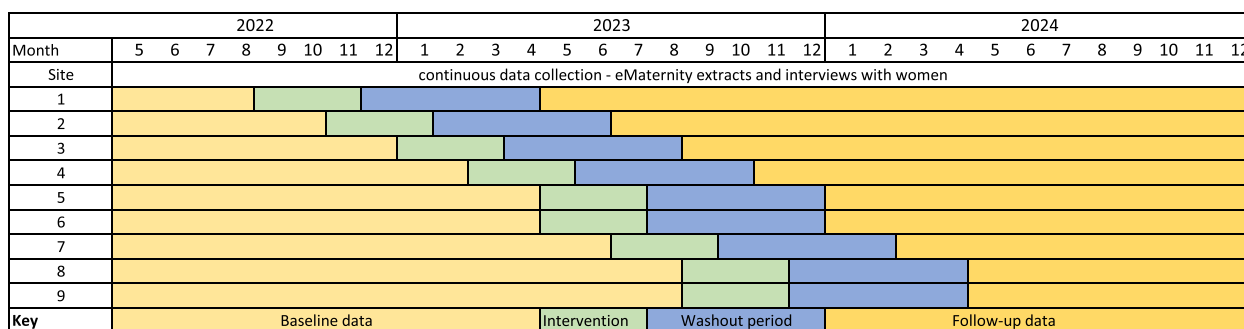 2022 2023 2024
Month 5 6 7 8 9 10 11 12 1 2 3 4 5 6 7 8 9 10 11 12 1 2 3 4 5 6 7 8 9 10 11 12
Site continuous data collection - eMaternity extracts and interviews with women
1
2
3
4
5
6
7
8
9
Key Baseline data Intervention Washout period Follow-up data